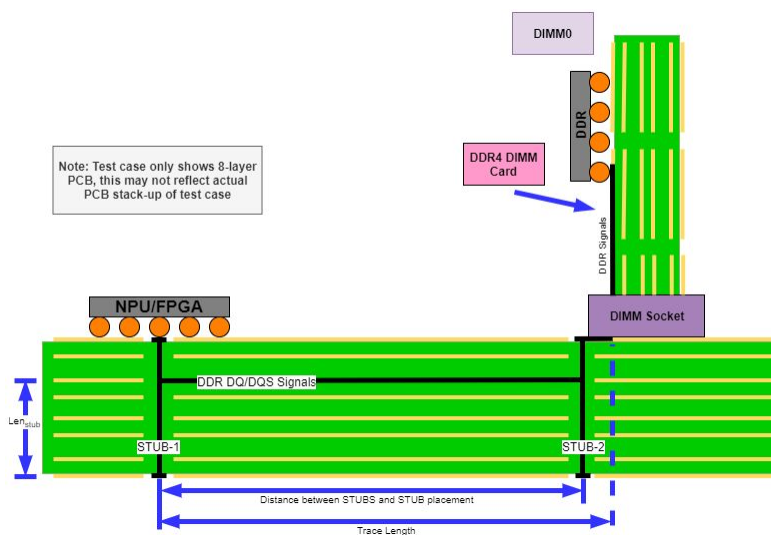 DIMM0
DDR
Note: Test case only shows 8-layer
PCB, this may not reflect actual
PCB stack-up of test case
DDR4 DIMM
Card
DDR Signals
NPU/FPGA
DIMM Socket
DDR DQ/DQS Signals
Lenstub
STUB-1
STUB-2
Distance between STUBS and STUB placement
Trace Length